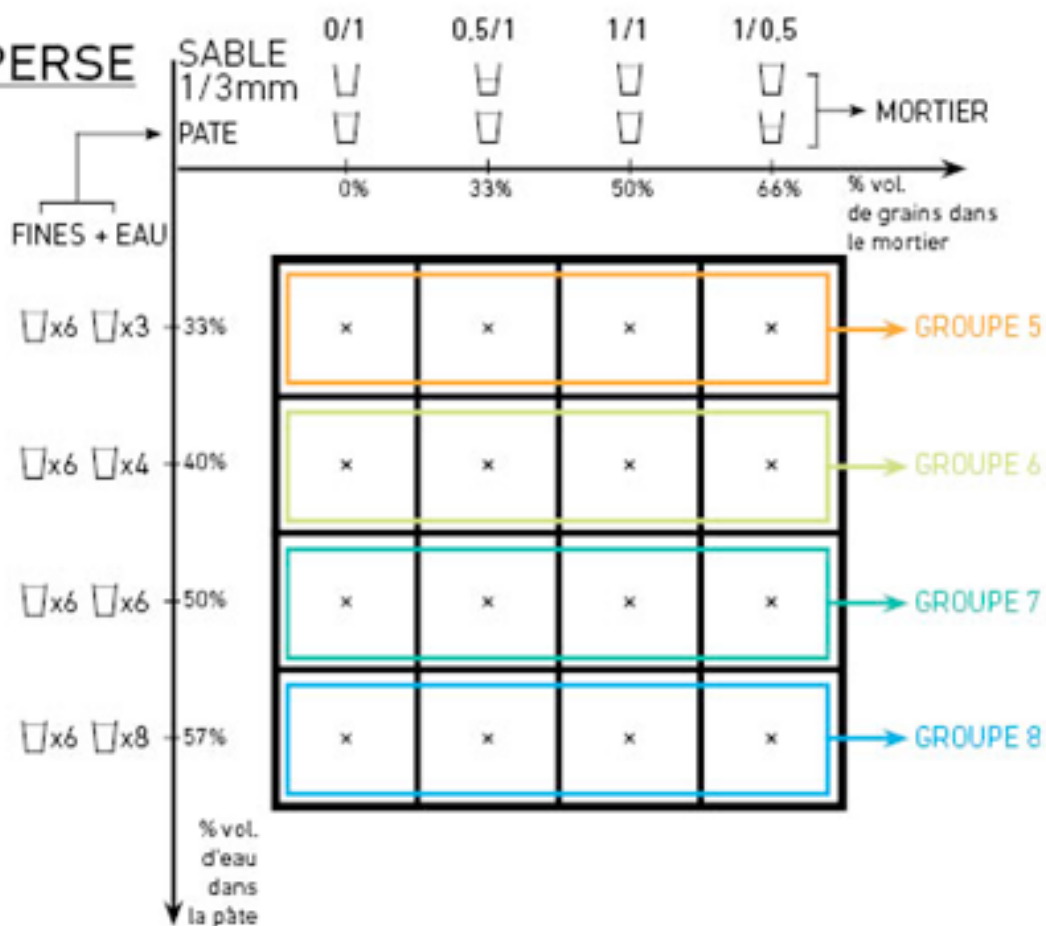 PERSE
SABLE
1/3mm
0/1 0,5/1 1/1 1/0,5
PATE
MORTIER
0% 33% 50% 66%
% vol.
de grains dans
le mortier
FINES + EAU
x6 x3 33% GROUPE 5
x6 x4 40% GROUPE 6
x6 x6 50% GROUPE 7
x6 x8 57% GROUPE 8
% vol.
d'eau
dans
la pâte